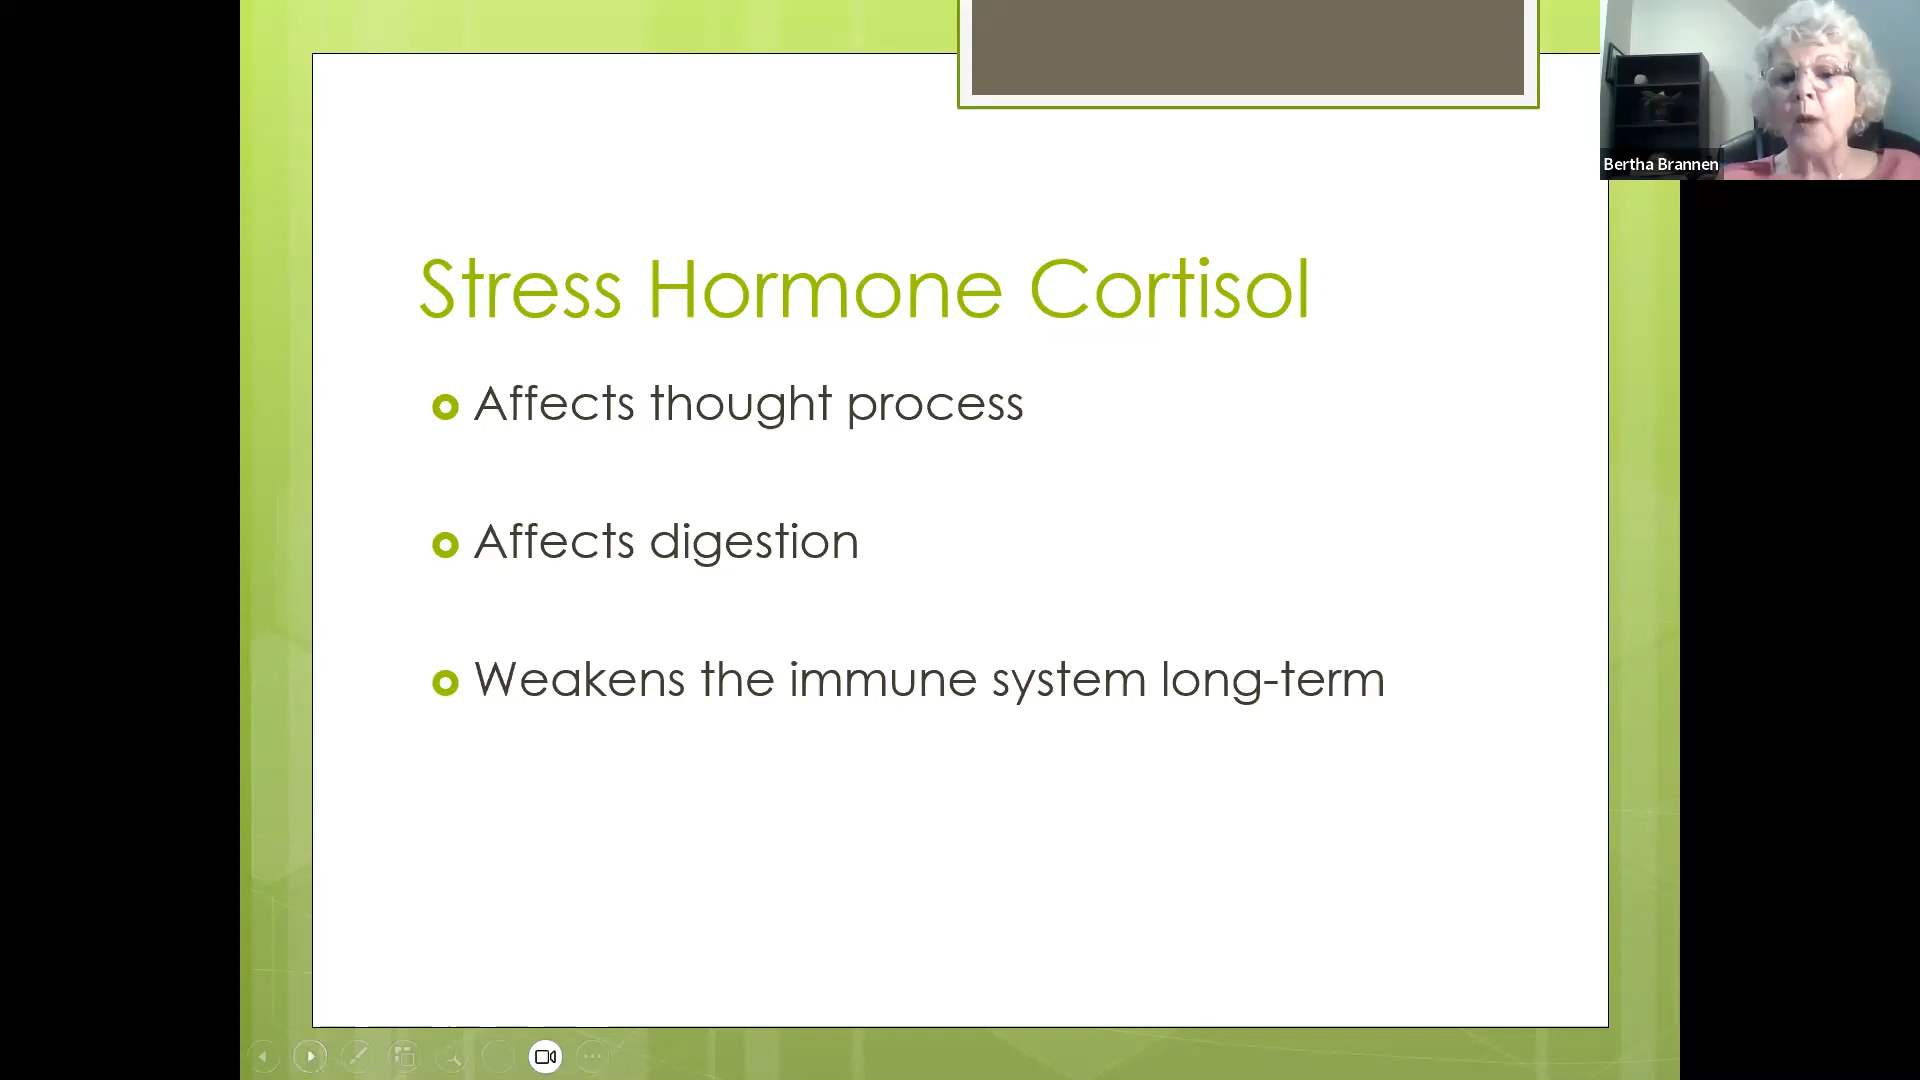 Bertha Brannen
Stress Hormone Cortisol
Affects thought process
Affects digestion
Weakens the immune system long-term